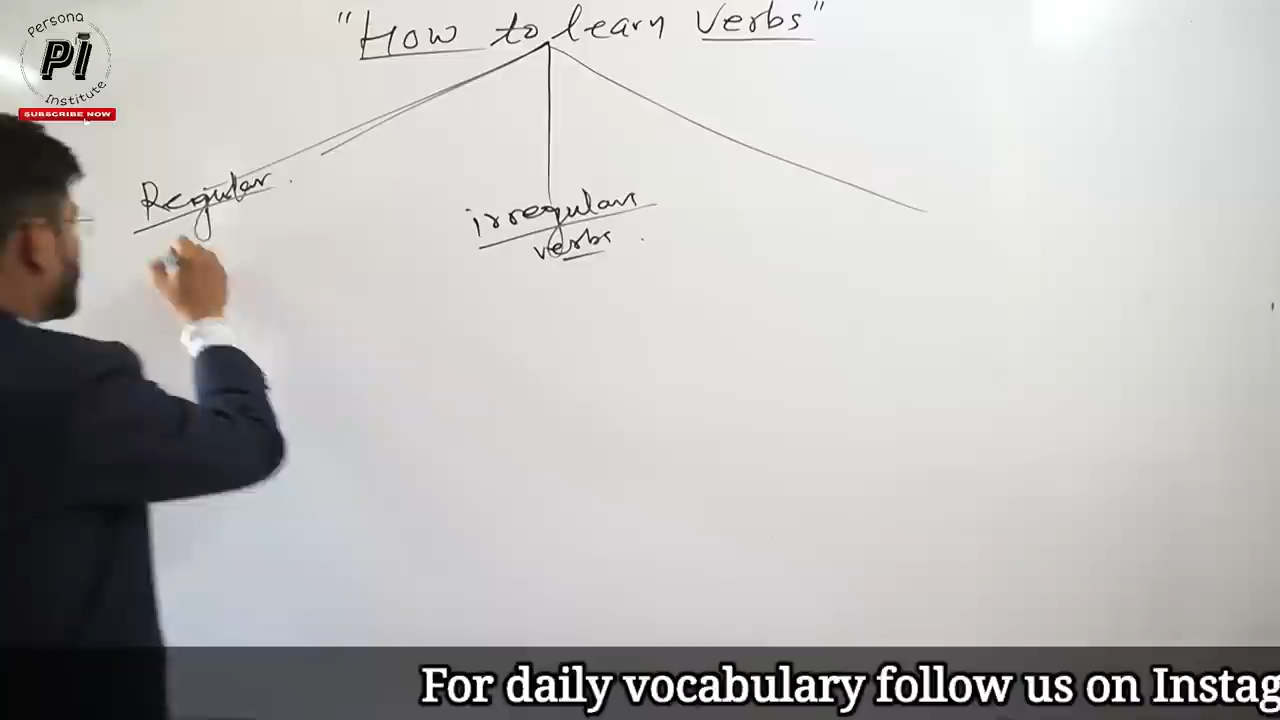 Persona
Pi
Institute
SUBSCRIBE NOW
"How to learn verbs"
Regular.
irregular
verbs.
For daily vocabulary follow us on Instag